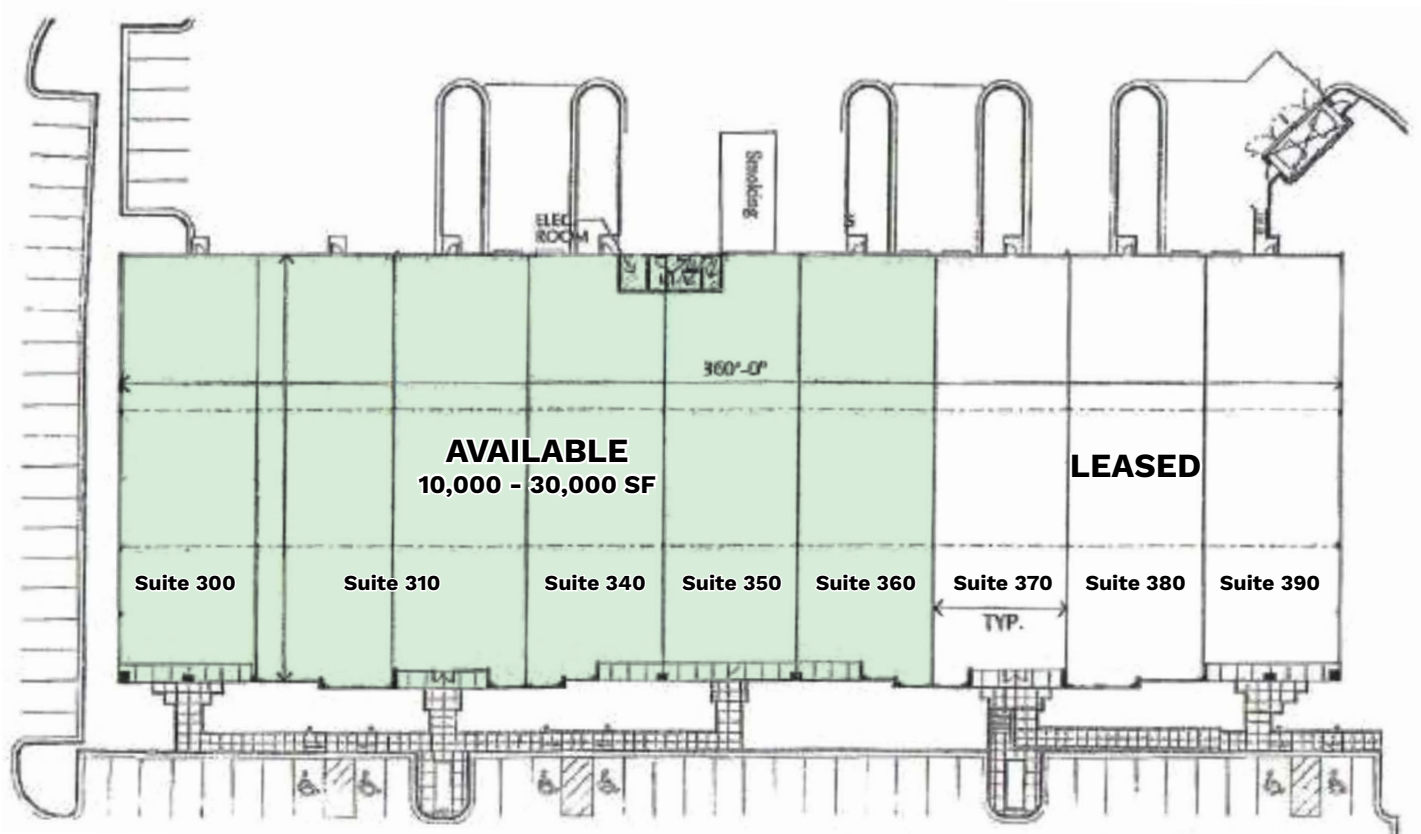 Smoking
ELEC.
ROOM
360'-0"
AVAILABLE
10,000 - 30,000 SF
LEASED
Suite 300
Suite 310
Suite 340
Suite 350
Suite 360
Suite 370
Suite 380
Suite 390
TYP.